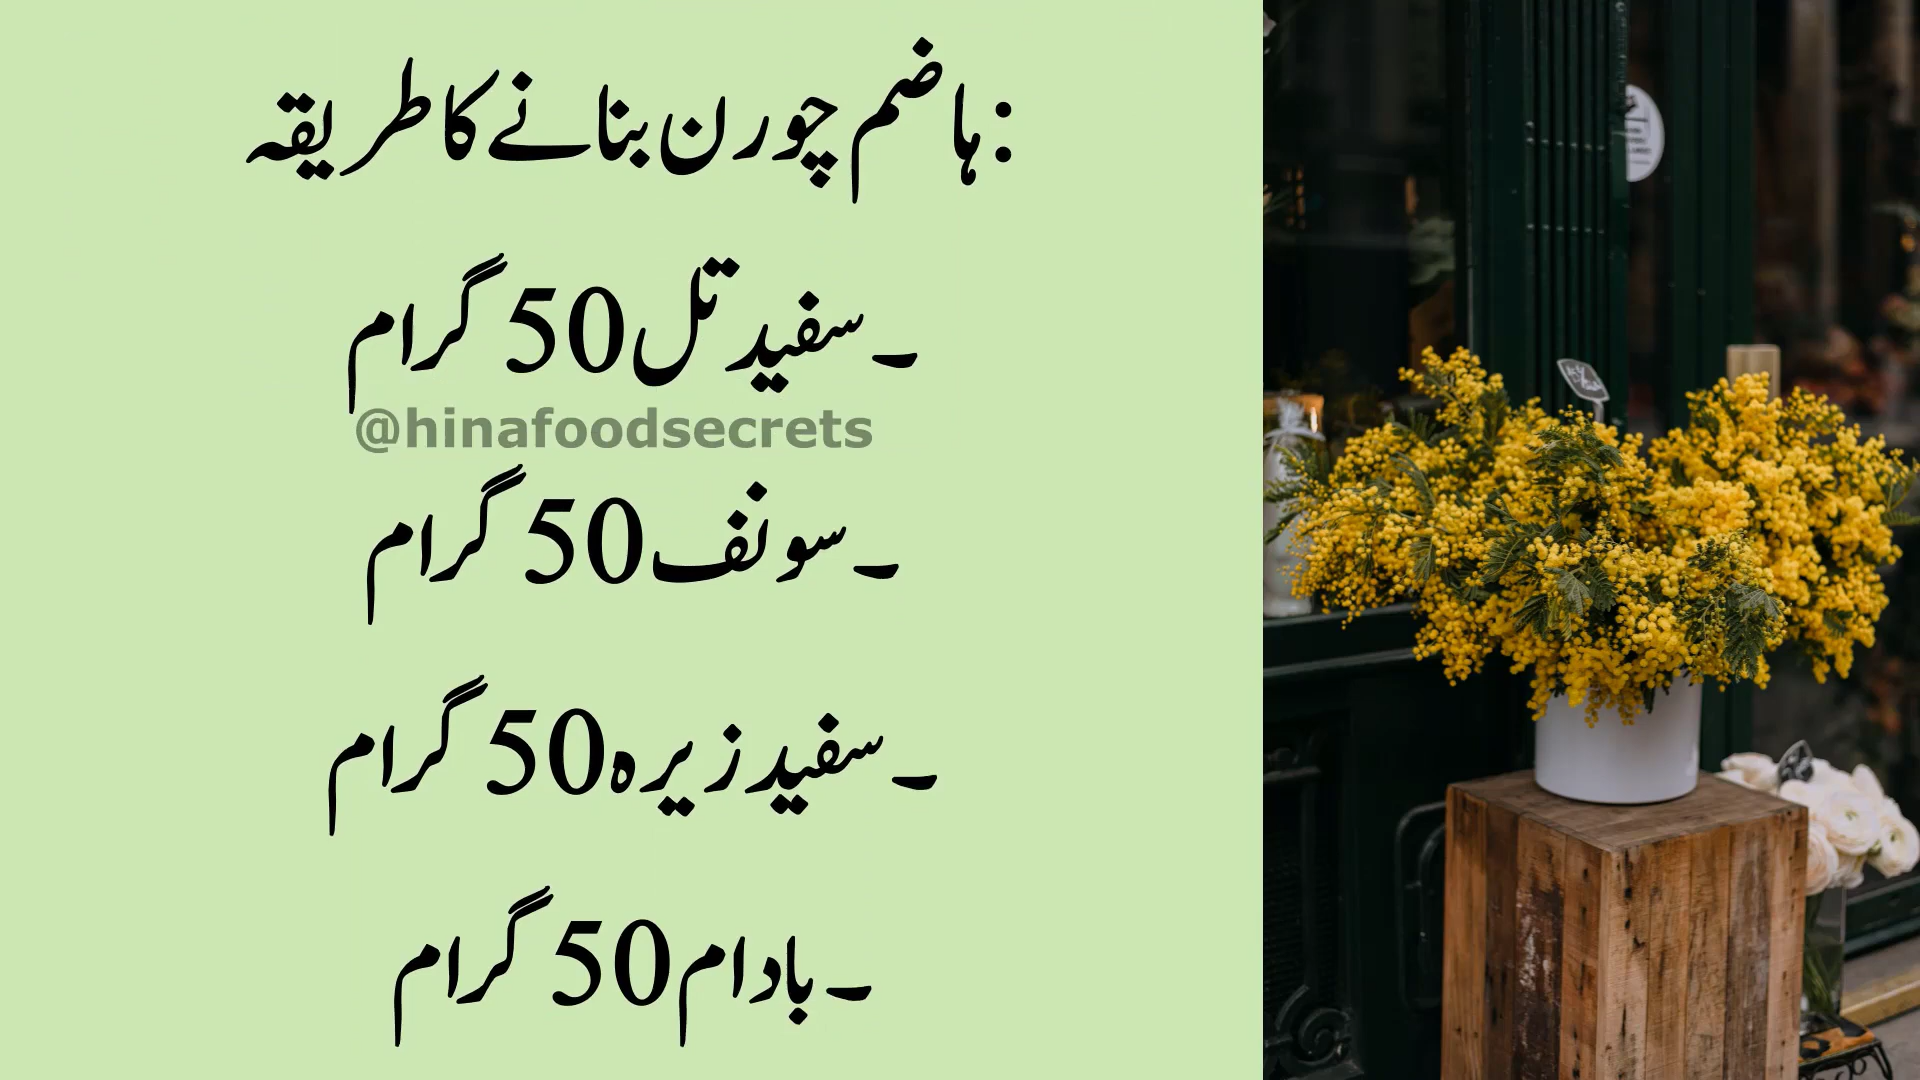 ہاضم چورن بنانے کا طریقہ:
۔سفید تل 50 گرام
@hinafoodsecrets
۔سونف 50 گرام
۔سفید زیرہ 50 گرام
۔بادام 50 گرام